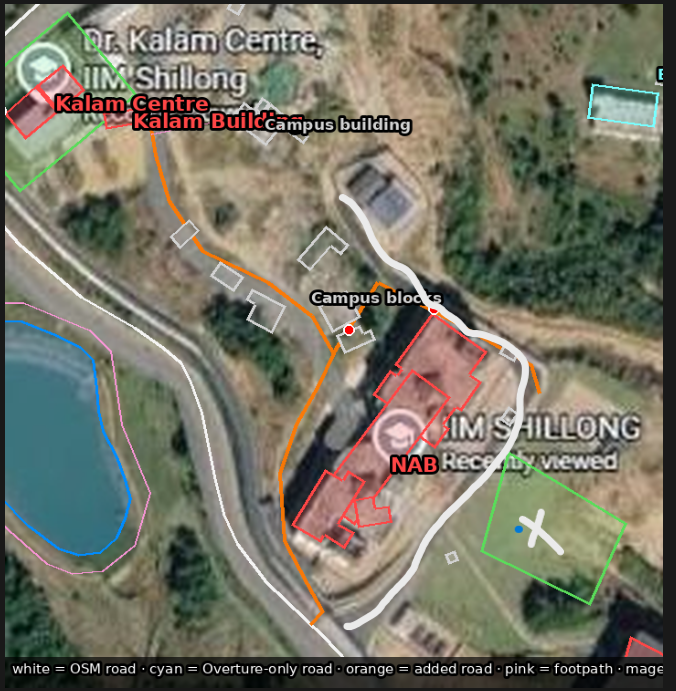 Dr. Kalam Centre,
IIM Shillong
Kalam Centre
Kalam Building
Campus building
E
Campus blocks
IIM SHILLONG
NAB
Recently viewed
white = OSM road · cyan = Overture-only road · orange = added road · pink = footpath · mage